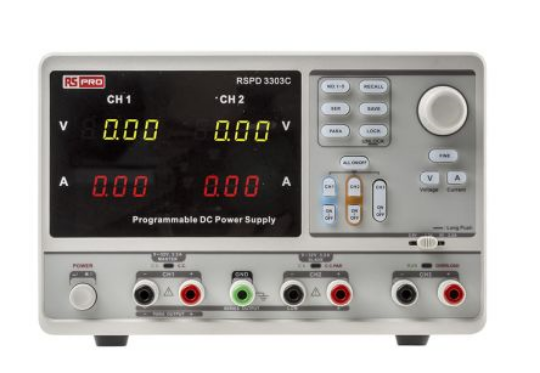 RS PRO
RSPD 3303C
CH 1
CH 2
V
0.00
0.00
V
A
0.00
0.00
A
Programmable DC Power Supply
RECALL
SER
SAVE
PARA
LOCK
FINE
ALL ON/OFF
V
A
Voltage
Current
CH1
CH2
CH3
ON
OFF
ON
OFF
ON
OFF
Long Push
POWER
CH1
GND
CH2
CH3
- +
- +
- +